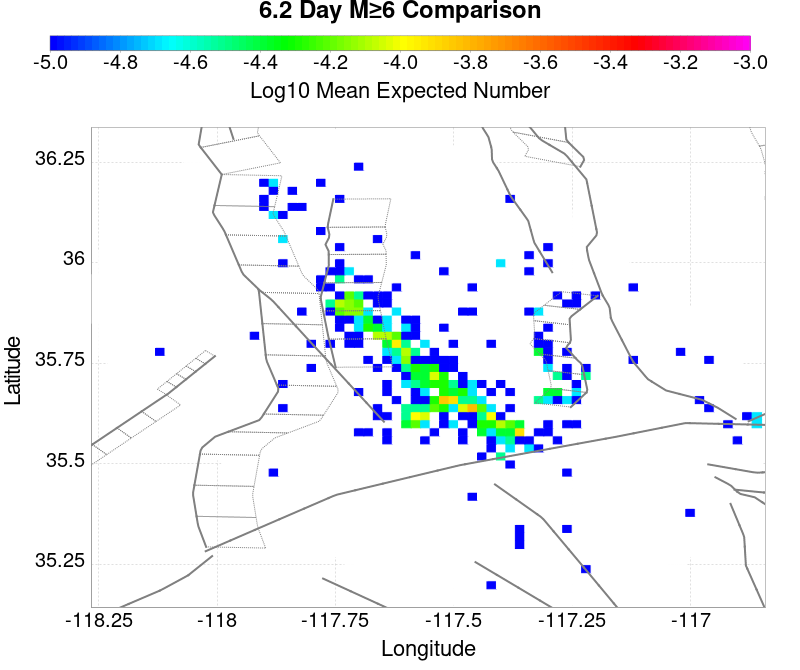 6.2 Day M≥6 Comparison
-5.0 -4.8 -4.6 -4.4 -4.2 -4.0 -3.8 -3.6 -3.4 -3.2 -3.0
Log10 Mean Expected Number
36.25
36
35.75
35.5
35.25
Latitude
-118.25 -118 -117.75 -117.5 -117.25 -117
Longitude